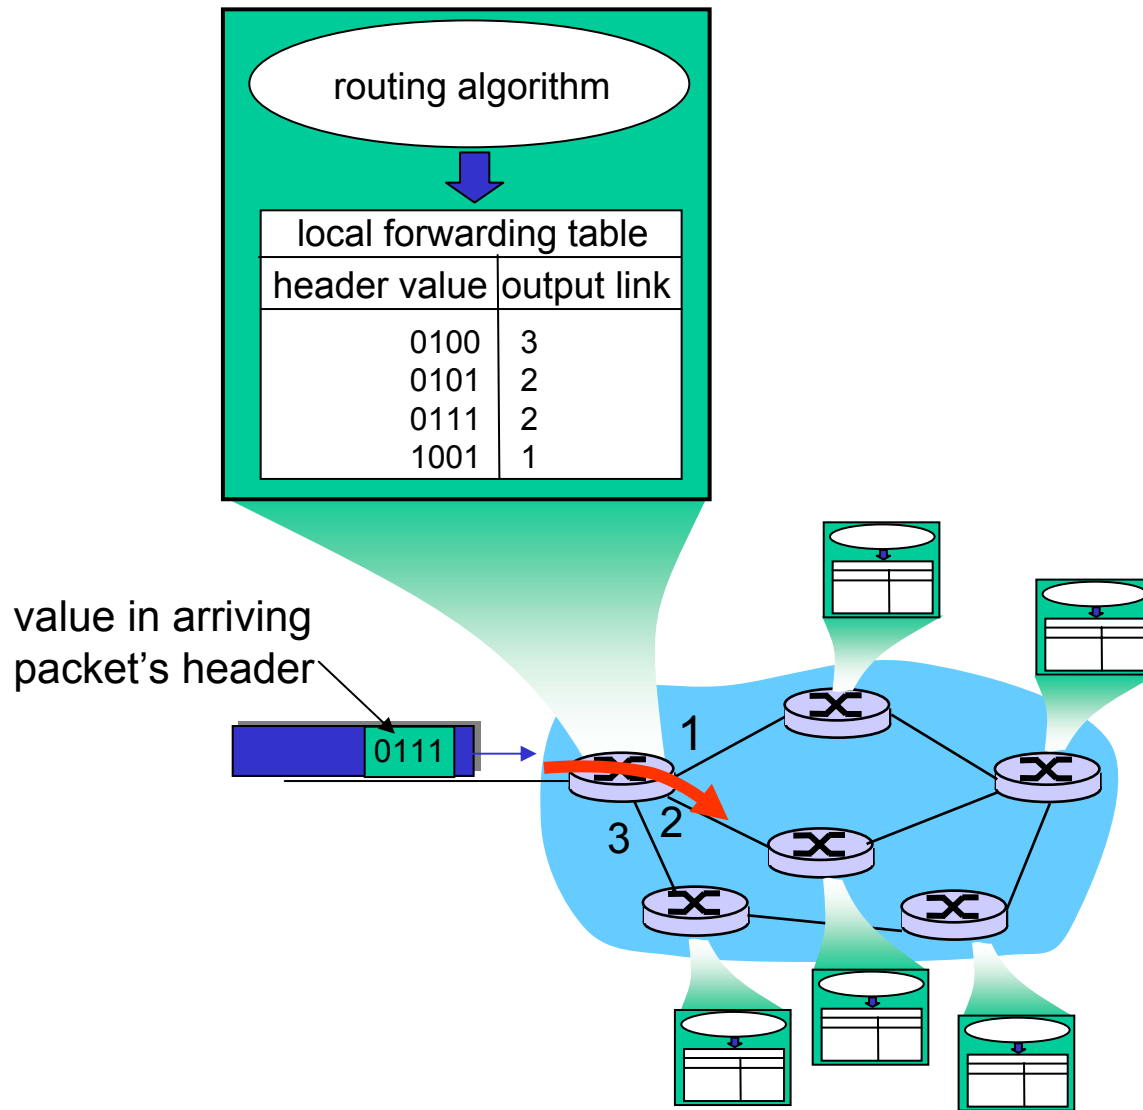 routing algorithm
local forwarding table
header value output link
0100 3
0101 2
0111 2
1001 1
value in arriving
packet’s header
0111
1
2
3